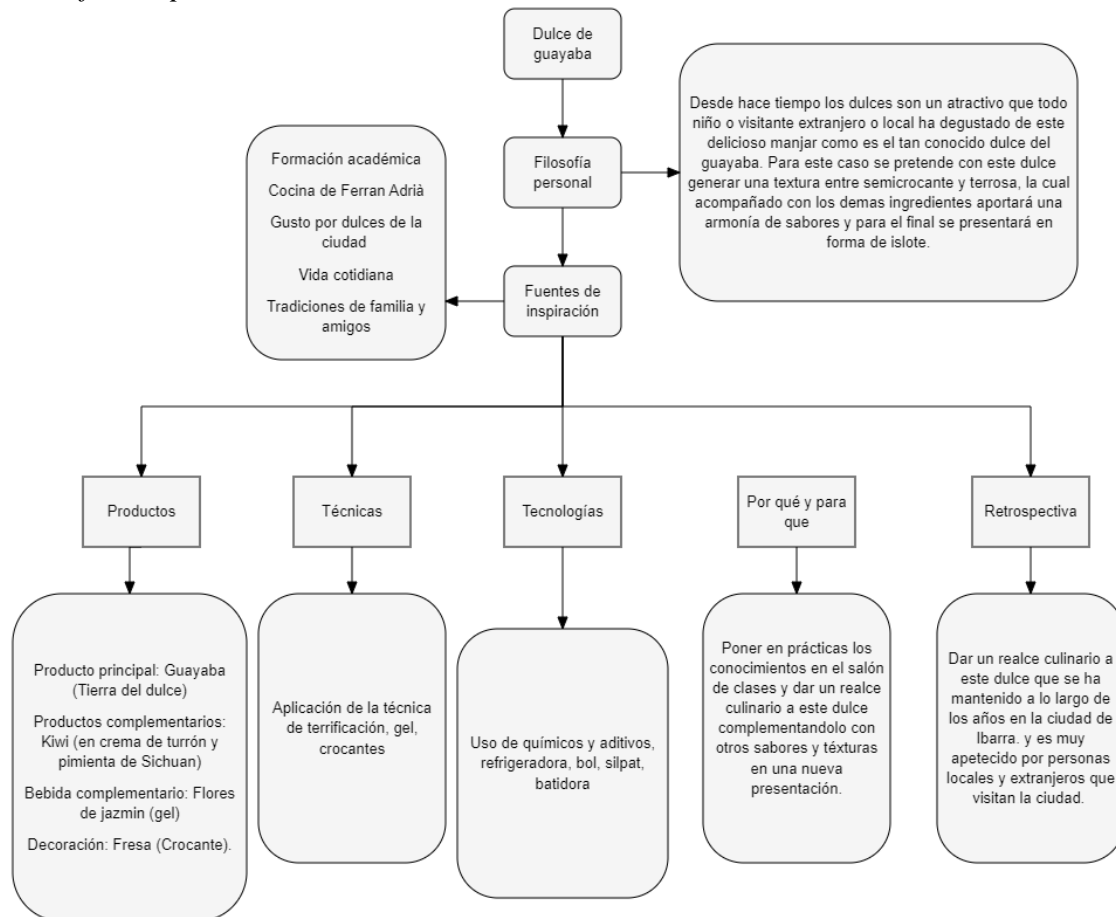 Dulce de
guayaba
Desde hace tiempo los dulces son un atractivo que todo
niño o visitante extranjero o local ha degustado de este
delicioso manjar como es el tan conocido dulce del
guayaba. Para este caso se pretende con este dulce
generar una textura entre semicrocante y terrosa, la cual
acompañado con los demas ingredientes aportará una
armonía de sabores y para el final se presentará en
forma de islote.
Filosofía
personal
Formación académica
Cocina de Ferran Adrià
Gusto por dulces de la
ciudad
Vida cotidiana
Tradiciones de familia y
amigos
Fuentes de
inspiración
Productos
Técnicas
Tecnologías
Por qué y para
que
Retrospectiva
Producto principal: Guayaba
(Tierra del dulce)
Productos complementarios:
Kiwi (en crema de turrón y
pimienta de Sichuan)
Bebida complementario: Flores
de jazmin (gel)
Decoración: Fresa (Crocante).
Aplicación de la técnica
de terrificación, gel,
crocantes
Uso de químicos y aditivos,
refrigeradora, bol, silpat,
batidora
Poner en prácticas los
conocimientos en el salón
de clases y dar un realce
culinario a este dulce
complementandolo con
otros sabores y téxturas
en una nueva
presentación.
Dar un realce culinario a
este dulce que se ha
mantenido a lo largo de
los años en la ciudad de
Ibarra. y es muy
apetecido por personas
locales y extranjeros que
visitan la ciudad.